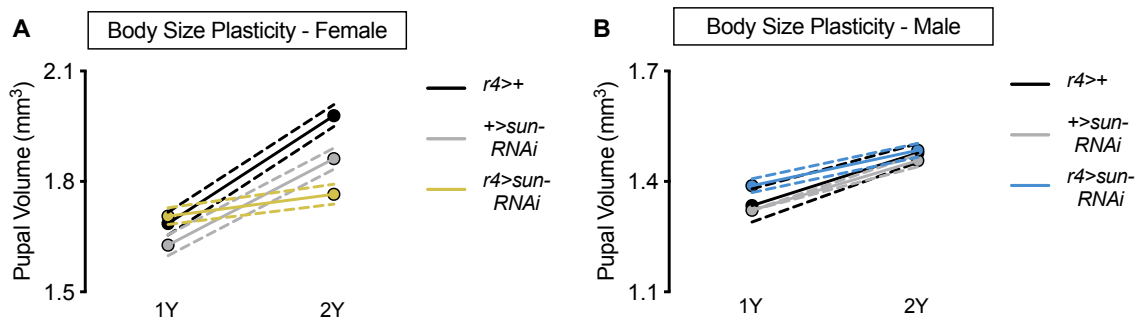 A
Body Size Plasticity - Female
2.1
1.8
1.5
Pupal Volume (mm³)
1Y
2Y
r4>+
+>sun-
RNAi
r4>sun-
RNAi
B
Body Size Plasticity - Male
1.7
1.4
1.1
Pupal Volume (mm³)
1Y
2Y
r4>+
+>sun-
RNAi
r4>sun-
RNAi